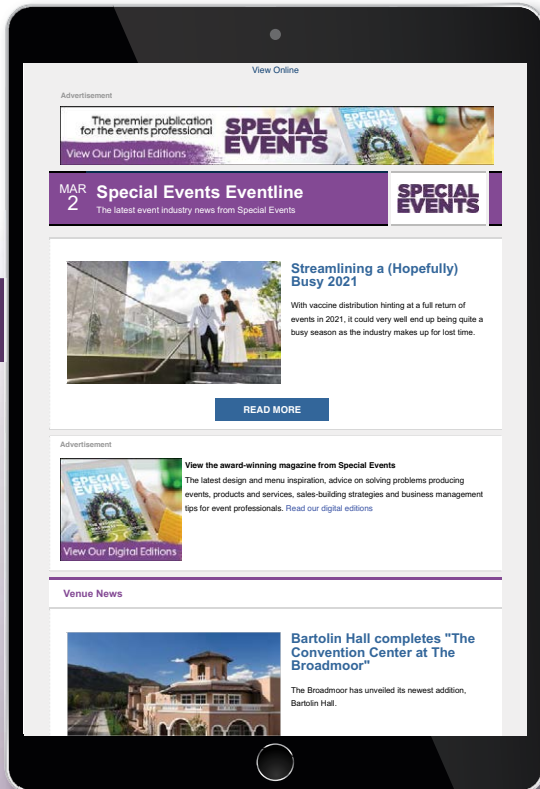 View Online
Advertisement
The premier publication
for the events professional
View Our Digital Editions
SPECIAL
EVENTS
MAR
2
Special Events Eventline
The latest event industry news from Special Events
SPECIAL
EVENTS
Streamlining a (Hopefully)
Busy 2021
With vaccine distribution hinting at a full return of
events in 2021, it could very well end up being quite a
busy season as the industry makes up for lost time.
READ MORE
Advertisement
SPECIAL
EVENTS
View Our Digital Editions
View the award-winning magazine from Special Events
The latest design and menu inspiration, advice on solving problems producing
events, products and services, sales-building strategies and business management
tips for event professionals. Read our digital editions
Venue News
Bartolin Hall completes "The
Convention Center at The
Broadmoor"
The Broadmoor has unveiled its newest addition,
Bartolin Hall.